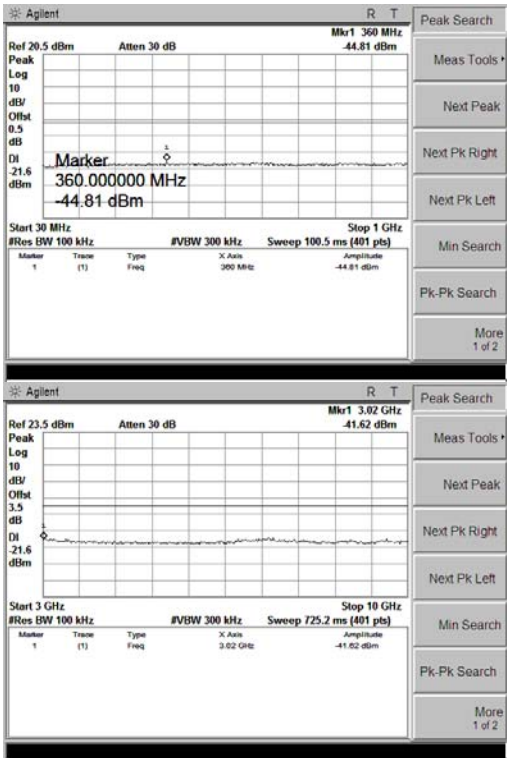 Agilent R T
Mkr1 360 MHz
Ref 20.5 dBm Atten 30 dB -44.81 dBm
Peak
Log
10
dB/
Offst
0.5
dB
DI
-21.6
dBm
1
Marker
360.000000 MHz
-44.81 dBm
Start 30 MHz Stop 1 GHz
#Res BW 100 kHz #VBW 300 kHz Sweep 100.5 ms (401 pts)
Marker Trace Type X Axis Amplitude
1 (1) Freq 360 MHz -44.81 dBm
Peak Search
Meas Tools
Next Peak
Next Pk Right
Next Pk Left
Min Search
Pk-Pk Search
More
1 of 2
Agilent R T
Mkr1 3.02 GHz
Ref 23.5 dBm Atten 30 dB -41.62 dBm
Peak
Log
10
dB/
Offst
3.5
dB
DI
-21.6
dBm
1
Start 3 GHz Stop 10 GHz
#Res BW 100 kHz #VBW 300 kHz Sweep 725.2 ms (401 pts)
Marker Trace Type X Axis Amplitude
1 (1) Freq 3.02 GHz -41.62 dBm
Peak Search
Meas Tools
Next Peak
Next Pk Right
Next Pk Left
Min Search
Pk-Pk Search
More
1 of 2